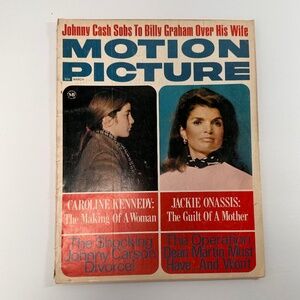 Johnny Cash Sobs To Billy Graham Over His Wife
MOTION
PICTURE
MARCH
CAROLINE KENNEDY:
The Making Of A Woman
JACKIE ONASSIS:
The Guilt Of A Mother
The Shocking
Johnny Carson
Divorce!
The Operation
Dean Martin Must
Have-And Won't